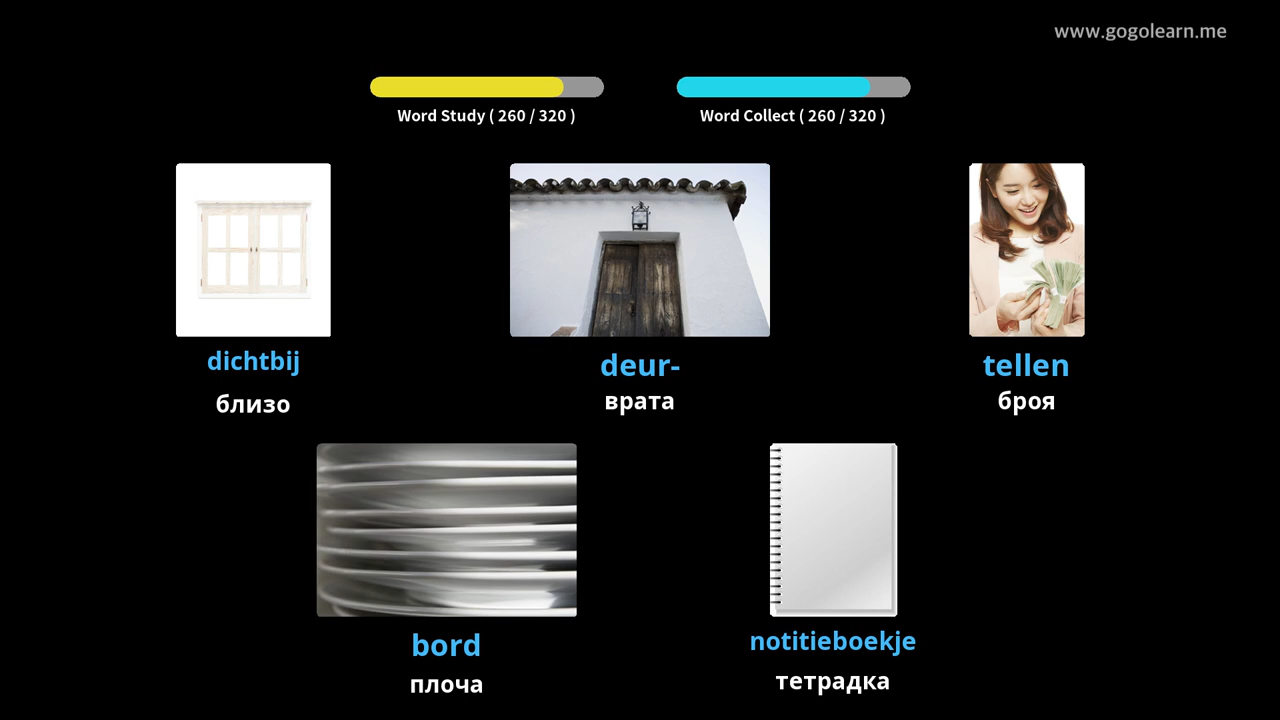 www.gogolearn.me
Word Study ( 260 / 320 )
Word Collect ( 260 / 320 )
dichtbij
близо
deur-
врата
tellen
броя
bord
плоча
notitieboekje
тетрадка